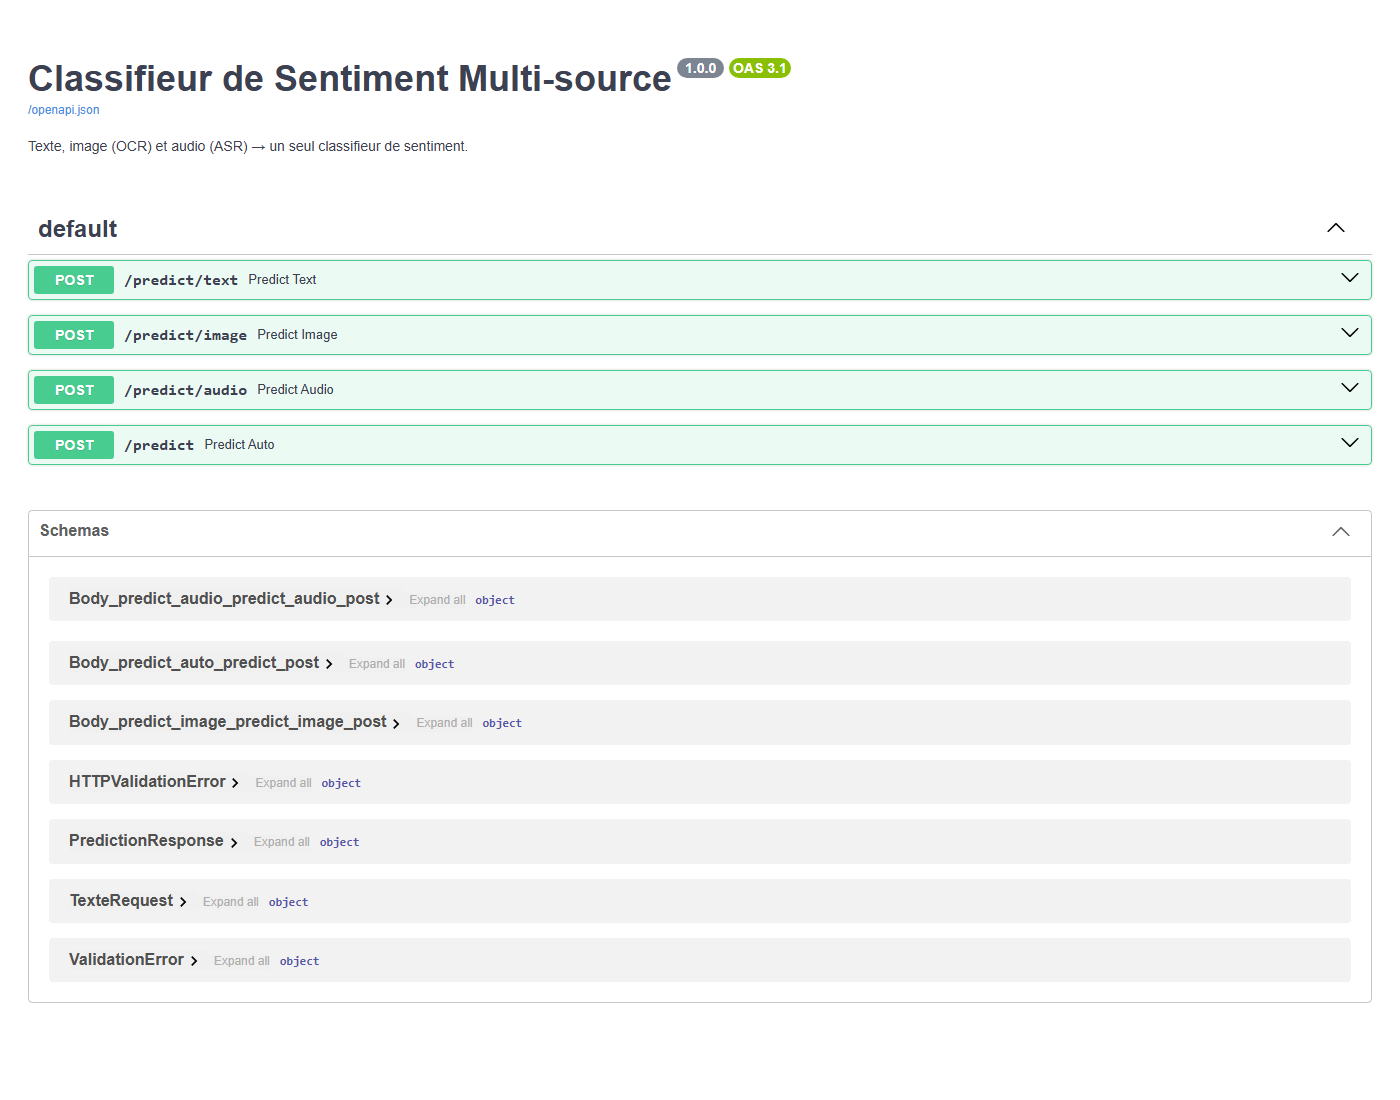 Classifieur de Sentiment Multi-source 1.0.0 OAS 3.1
/openapi.json
Texte, image (OCR) et audio (ASR) → un seul classifieur de sentiment.
default
POST /predict/text Predict Text
POST /predict/image Predict Image
POST /predict/audio Predict Audio
POST /predict Predict Auto
Schemas
Body_predict_audio_predict_audio_post Expand all object
Body_predict_auto_predict_post Expand all object
Body_predict_image_predict_image_post Expand all object
HTTPValidationError Expand all object
PredictionResponse Expand all object
TexteRequest Expand all object
ValidationError Expand all object